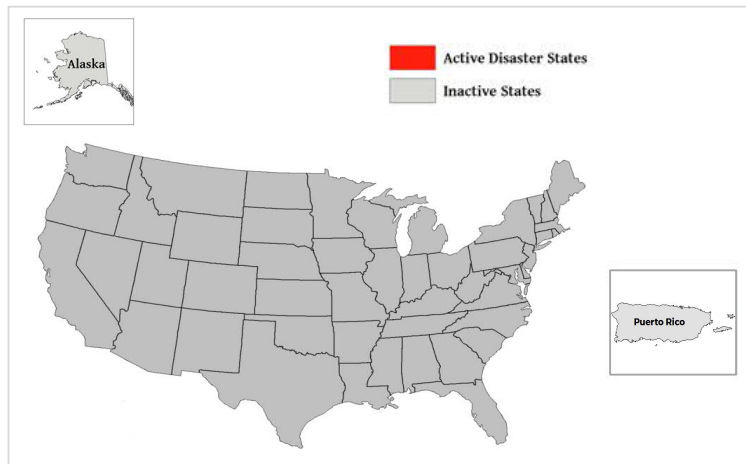 Alaska
Active Disaster States
Inactive States
Puerto Rico